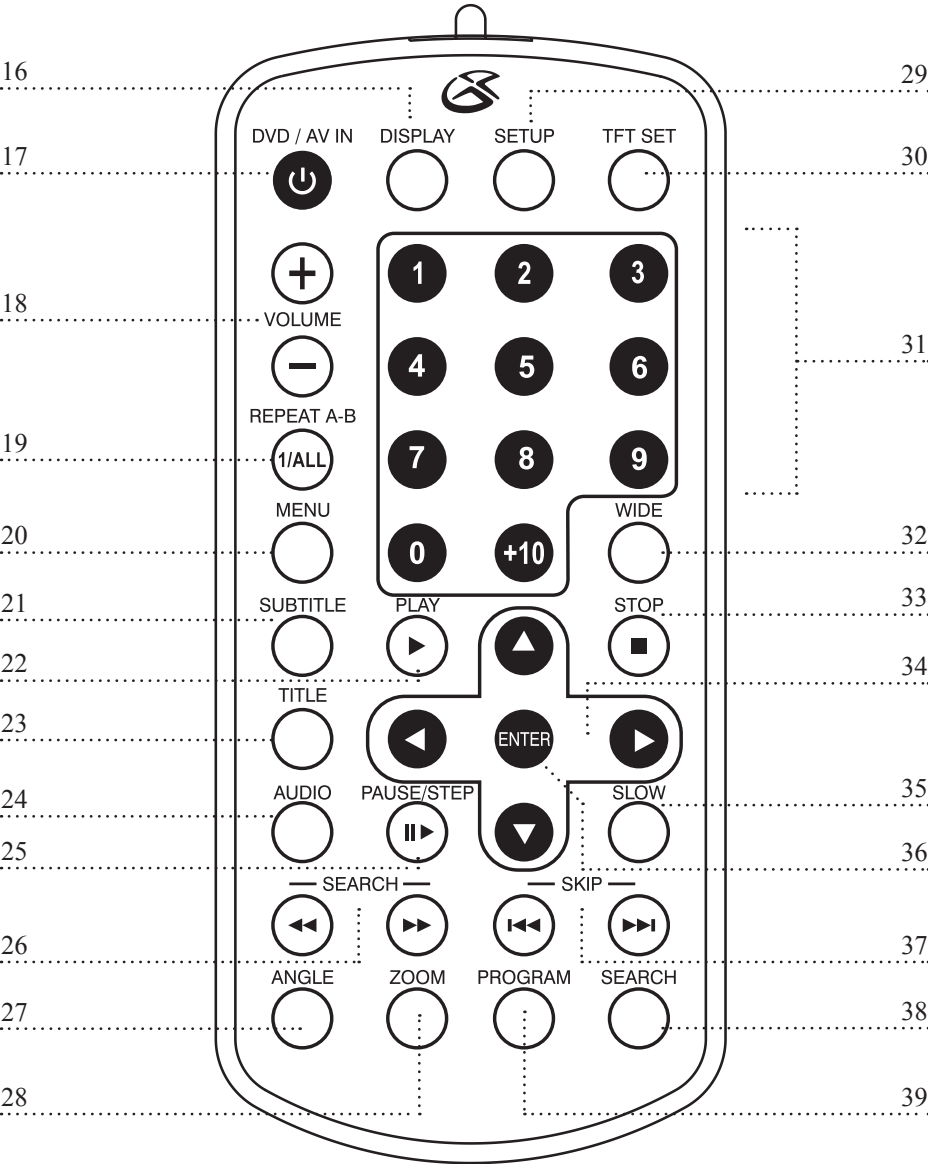 16
29
DVD / AV IN DISPLAY SETUP TFT SET
17
30
1 2 3
18
VOLUME
31
4 5 6
REPEAT A-B
19
1/ALL 7 8 9
MENU WIDE
20
0 +10
32
21
SUBTITLE PLAY STOP
33
22
34
TITLE
23
ENTER
24
AUDIO PAUSE/STEP SLOW
35
25
36
SEARCH SKIP
26
37
ANGLE ZOOM PROGRAM SEARCH
27
38
28
39